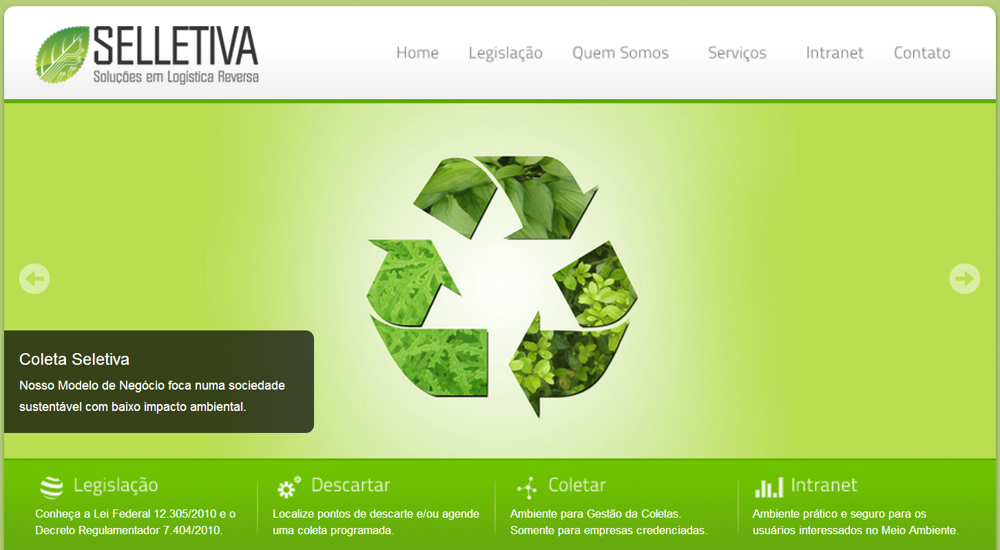 SELLETIVA
Soluções em Logística Reversa
Home Legislação Quem Somos Serviços Intranet Contato
Coleta Seletiva
Nosso Modelo de Negócio foca numa sociedade
sustentável com baixo impacto ambiental.
Legislação
Conheça a Lei Federal 12.305/2010 e o
Decreto Regulamentador 7.404/2010.
Descartar
Localize pontos de descarte e/ou agende
uma coleta programada.
Coletar
Ambiente para Gestão da Coletas.
Somente para empresas credenciadas.
Intranet
Ambiente prático e seguro para os
usuários interessados no Meio Ambiente.